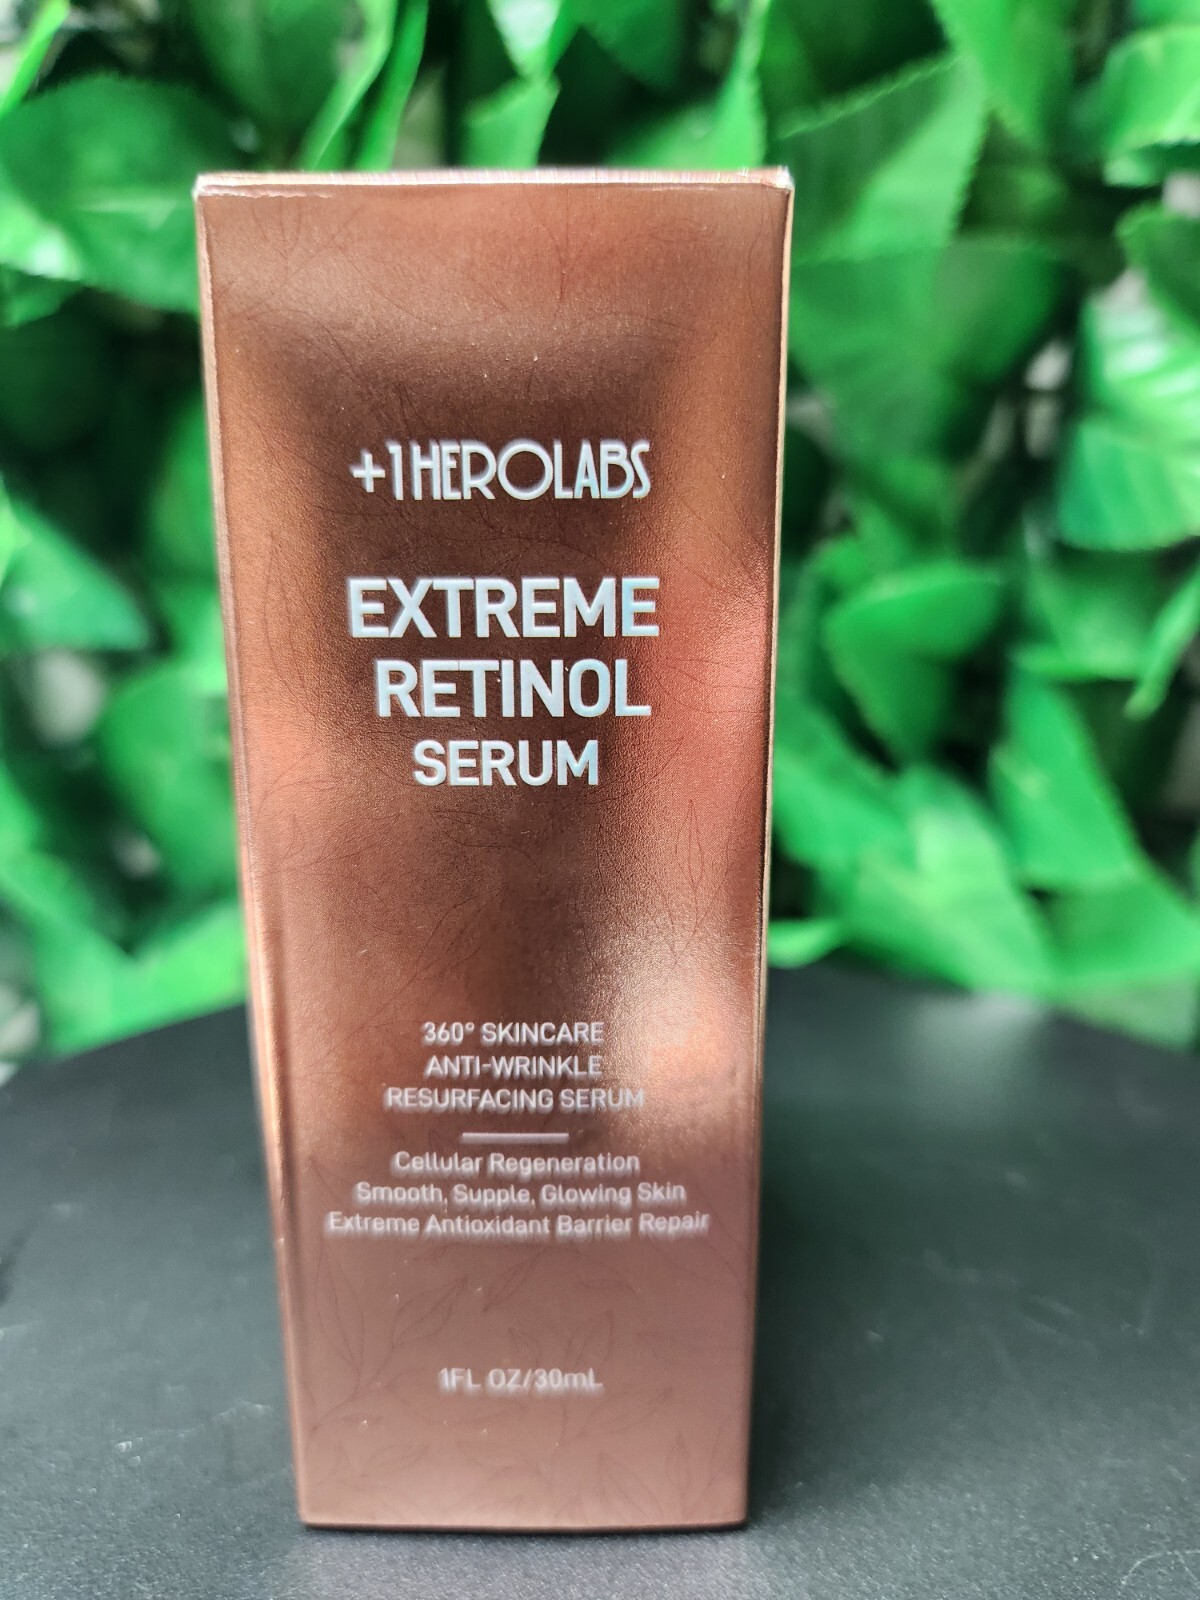 +1HEROLABS
EXTREME
RETINOL
SERUM
360° SKINCARE
ANTI-WRINKLE
RESURFACING SERUM
Cellular Regeneration
Smooth, Supple, Glowing Skin
Extreme Antioxidant Barrier Repair
1FL OZ/30mL